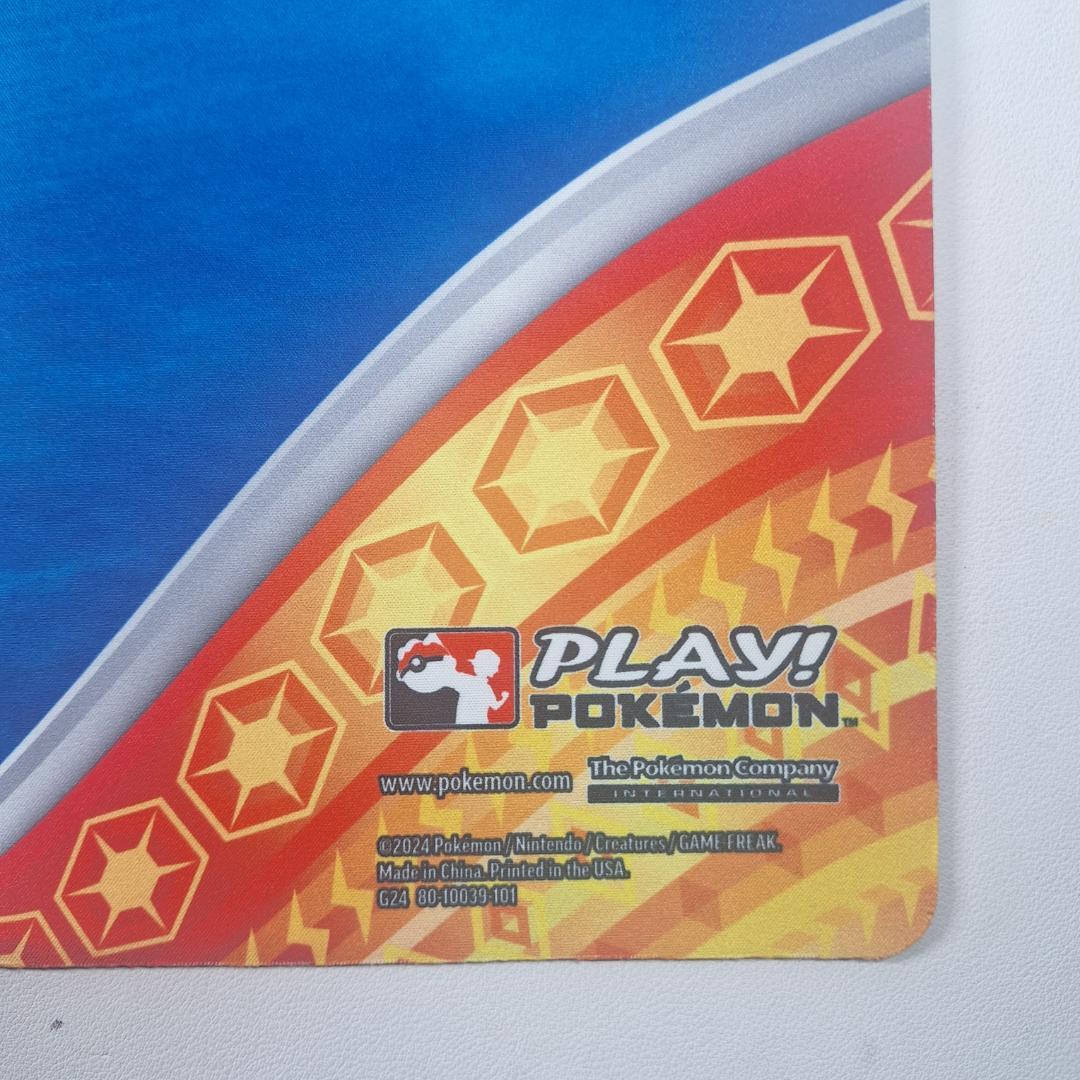 PLAY!
POKÉMON™
www.pokemon.com
The Pokémon Company
INTERNATIONAL
©2024 Pokémon / Nintendo / Creatures / GAME FREAK.
Made in China. Printed in the USA.
G24 80-10039-101